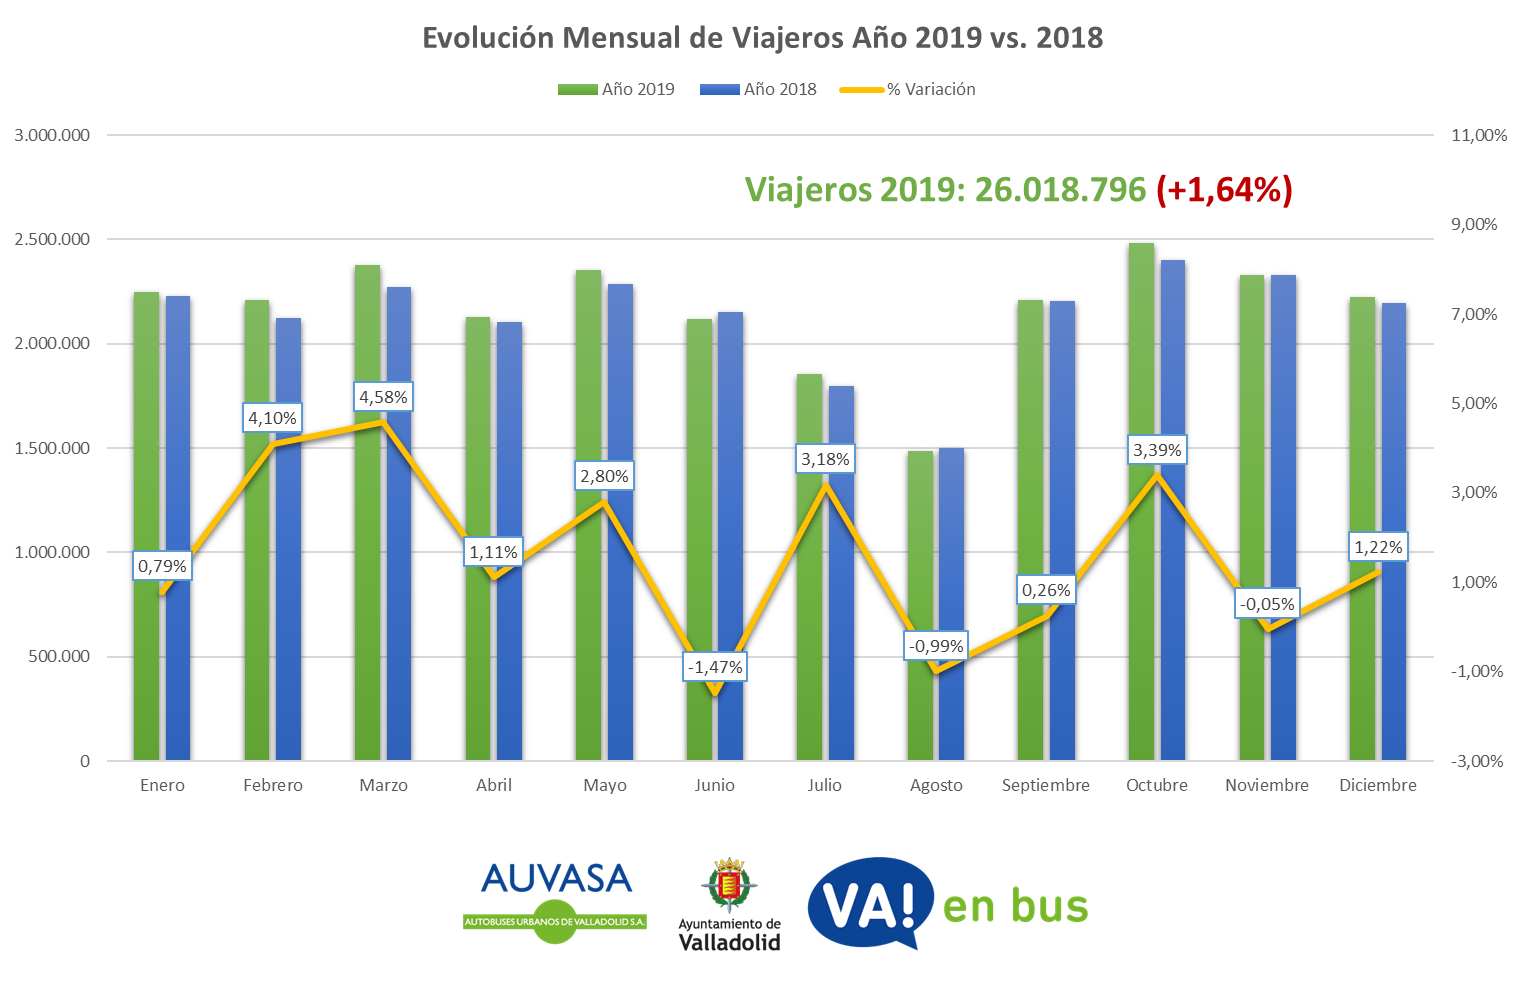 Evolución Mensual de Viajeros Año 2019 vs. 2018
Año 2019 Año 2018 % Variación
3.000.000 11,00%
Viajeros 2019: 26.018.796 (+1,64%)
9,00%
2.500.000
7,00%
2.000.000
5,00%
4,58%
4,10%
1.500.000
3,39%
3,18%
2,80%
3,00%
1.000.000
1,11%
1,22%
0,79%
1,00%
0,26%
-0,05%
-0,99%
500.000
-1,47%
-1,00%
0 -3,00%
Enero Febrero Marzo Abril Mayo Junio Julio Agosto Septiembre Octubre Noviembre Diciembre
AUVASA
AUTOBUSES URBANOS DE VALLADOLID S.A.
Ayuntamiento de
Valladolid
VA! en bus